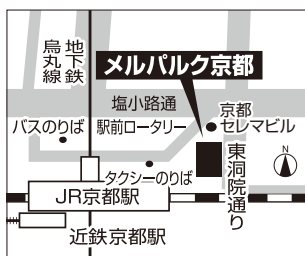 地下鉄
烏丸線
メルパルク京都
塩小路通
京都
セレマビル
バスのりば
駅前ロータリー
東洞院通り
タクシーのりば
N
JR京都駅
近鉄京都駅